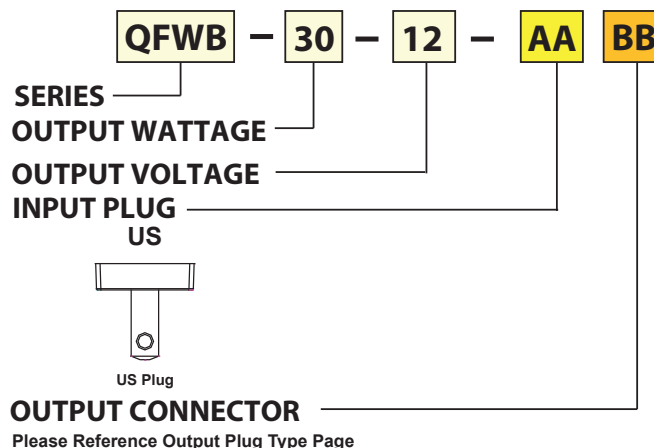 QFWB - 30 - 12 - AA BB
SERIES
OUTPUT WATTAGE
OUTPUT VOLTAGE
INPUT PLUG
US
US Plug
OUTPUT CONNECTOR
Please Reference Output Plug Type Page